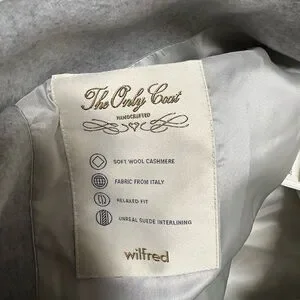 The Only Coat
HANDCRAFTED
SOFT WOOL CASHMERE
FABRIC FROM ITALY
RELAXED FIT
UNREAL SUEDE INTERLINING
wilfred